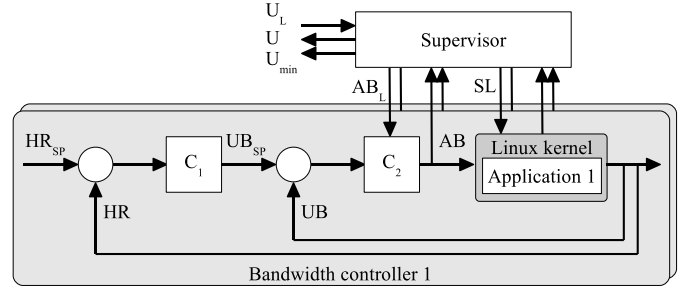 U_L
U
U_min
Supervisor
AB_L
SL
HR_SP
C_1
UB_SP
C_2
AB
Linux kernel
Application 1
HR
UB
Bandwidth controller 1